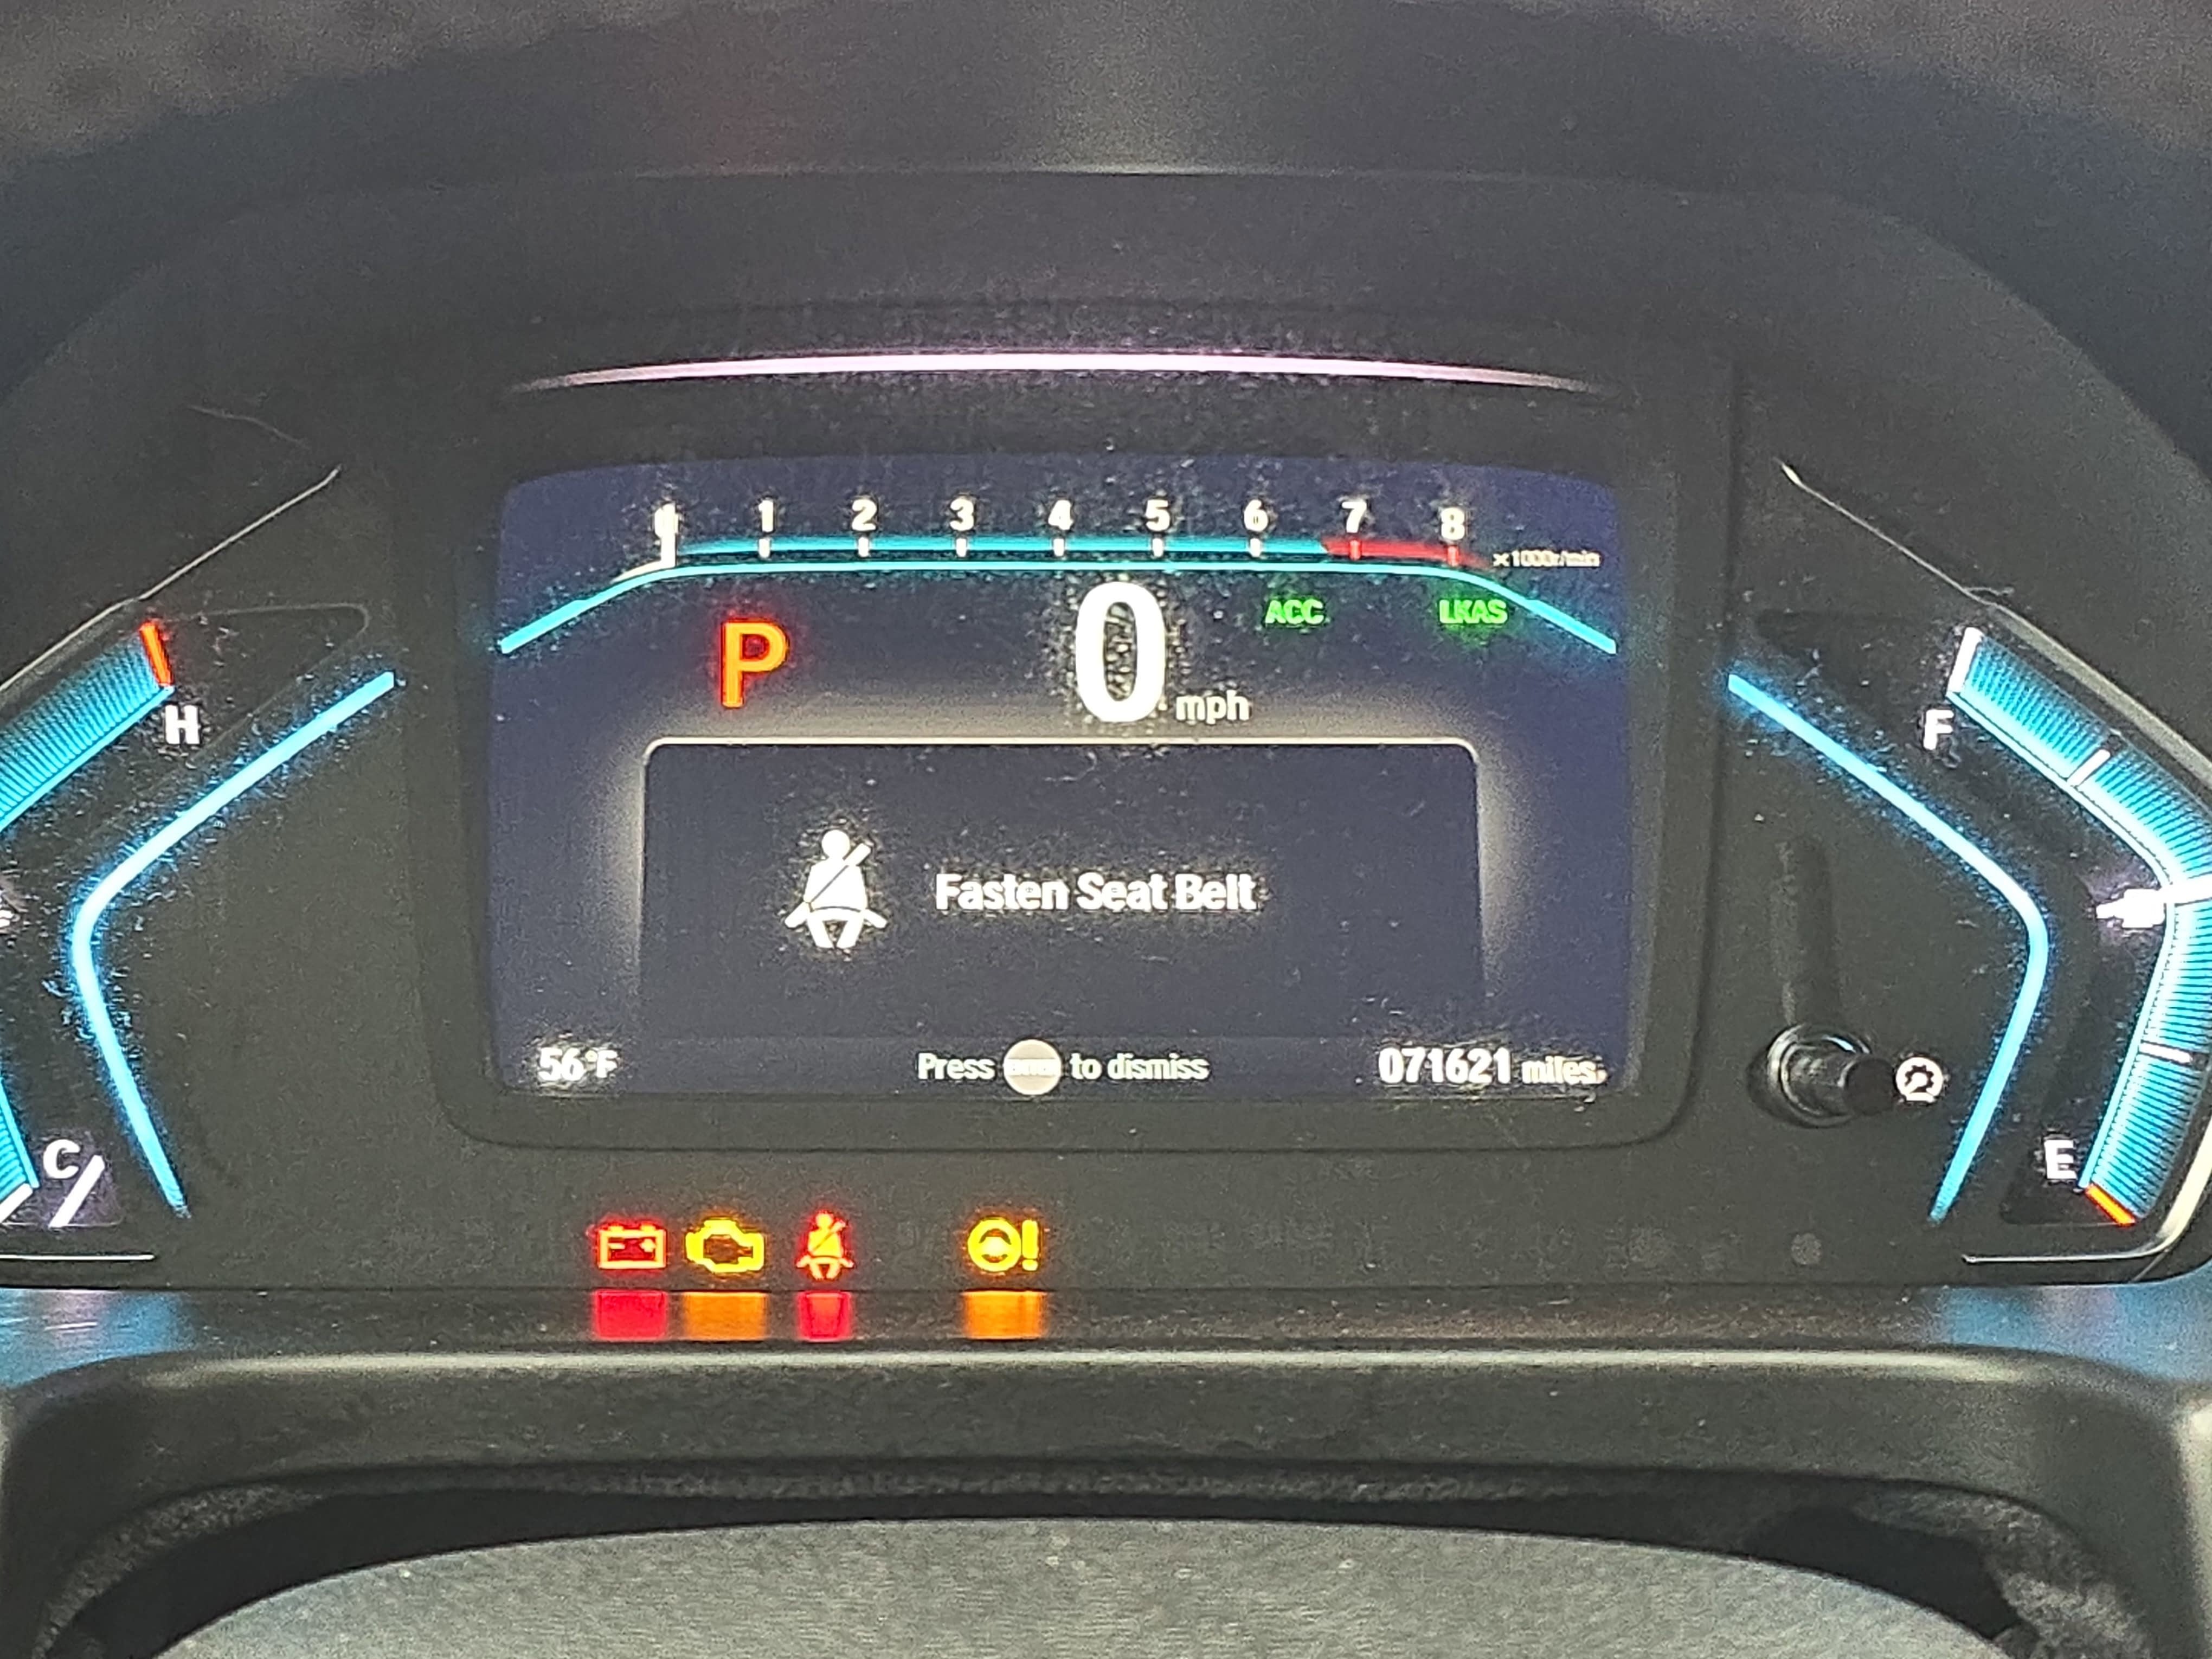 0 1 2 3 4 5 6 7 8
×1000r/min
P 0 mph ACC LKAS
H
F
Fasten Seat Belt
56°F Press to dismiss 071621 miles
C
E